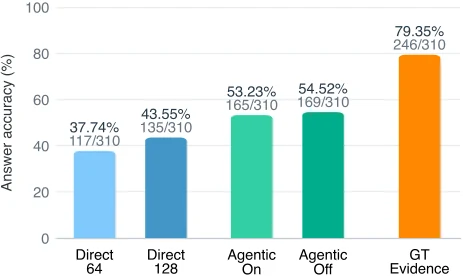 100
80
60
40
20
0
Answer accuracy (%)
37.74%
117/310
43.55%
135/310
53.23%
165/310
54.52%
169/310
79.35%
246/310
Direct
64
Direct
128
Agentic
On
Agentic
Off
GT
Evidence